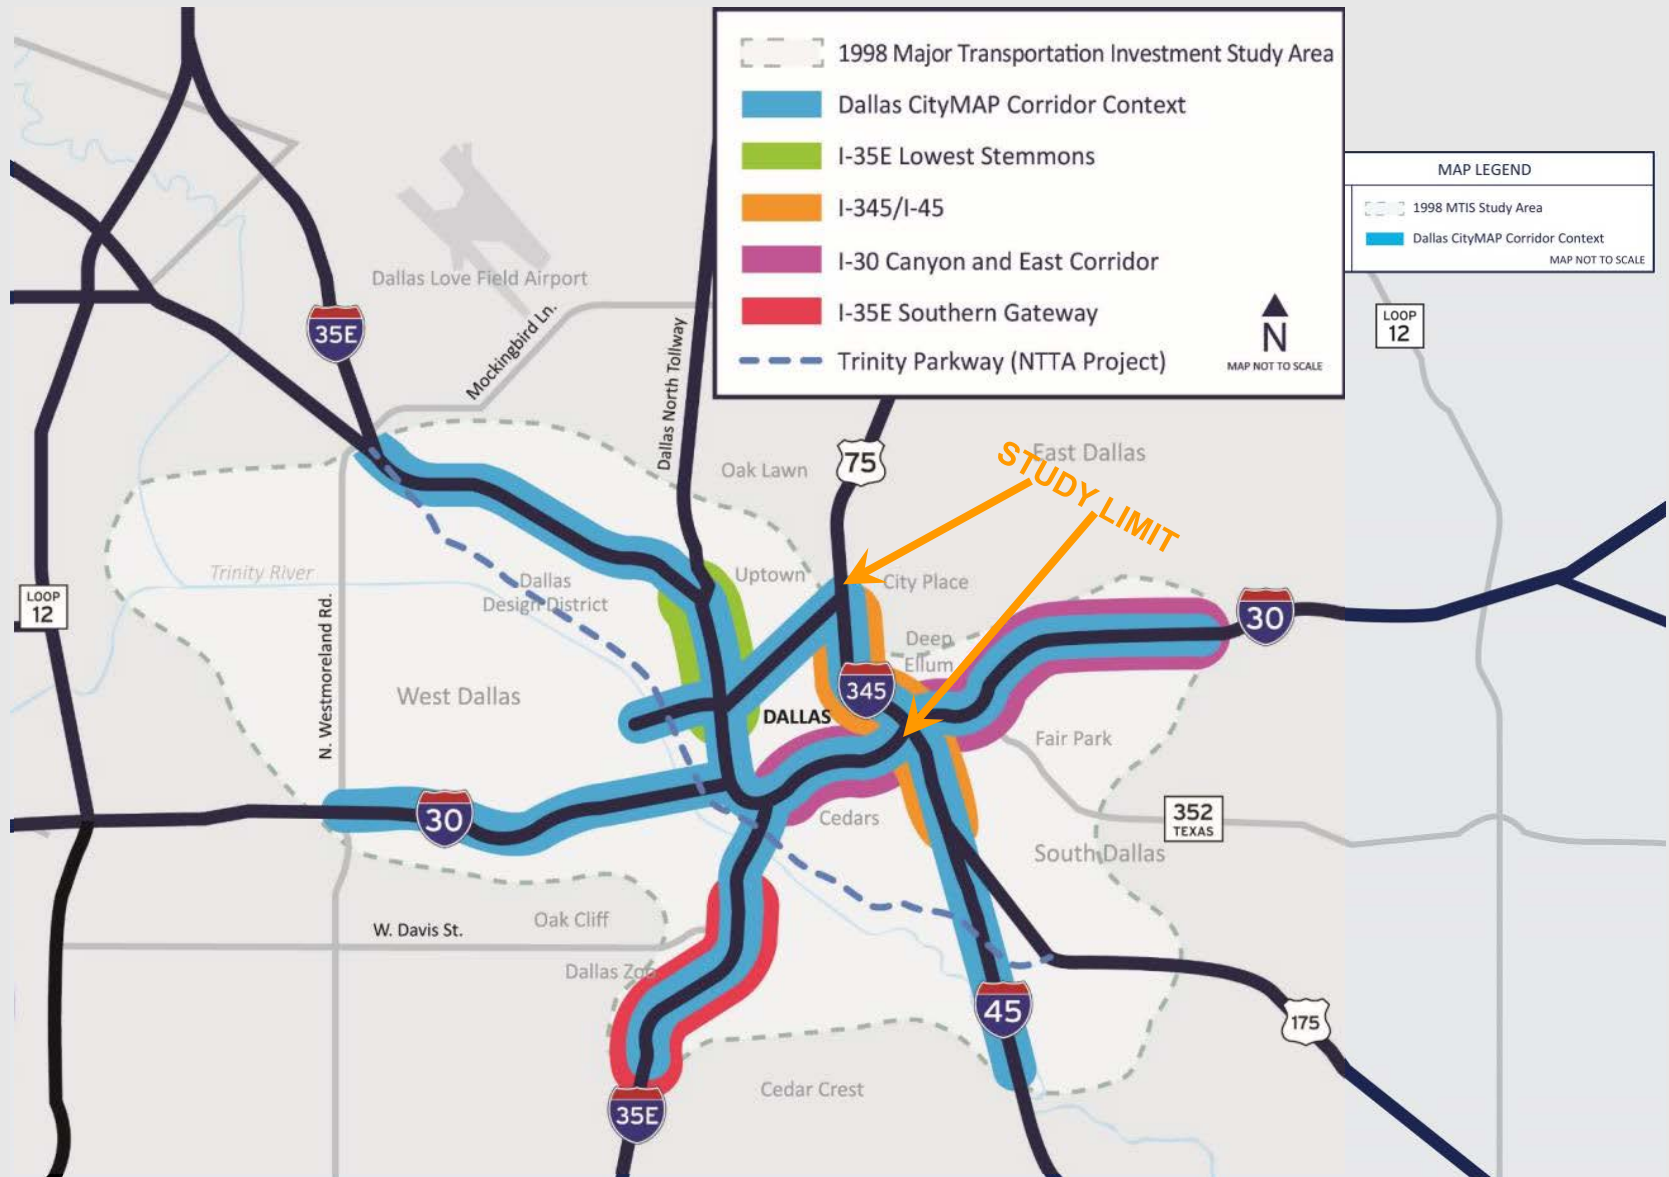 1998 Major Transportation Investment Study Area
Dallas CityMAP Corridor Context
I-35E Lowest Stemmons
I-345/I-45
I-30 Canyon and East Corridor
I-35E Southern Gateway
Trinity Parkway (NTTA Project)
N
MAP NOT TO SCALE
MAP LEGEND
1998 MTIS Study Area
Dallas CityMAP Corridor Context
MAP NOT TO SCALE
Dallas Love Field Airport
35E
Mockingbird Ln.
Dallas North Tollway
LOOP
12
75
East Dallas
STUDY LIMIT
Oak Lawn
Trinity River
Dallas
Design District
Uptown
City Place
LOOP
12
30
Deep
Ellum
N. Westmoreland Rd.
West Dallas
345
DALLAS
Fair Park
30
Cedars
352
TEXAS
South Dallas
W. Davis St.
Oak Cliff
Dallas Zoo
45
175
Cedar Crest
35E